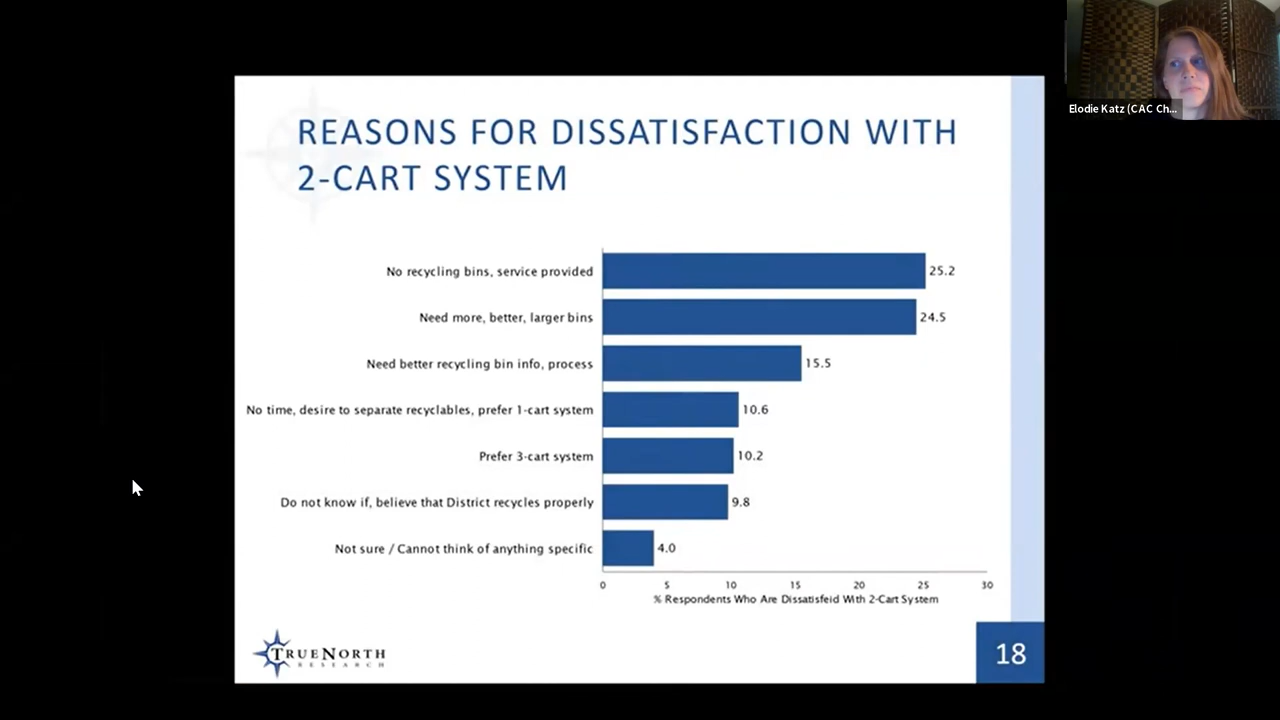 Elodie Katz (CAC Ch...
REASONS FOR DISSATISFACTION WITH
2-CART SYSTEM
No recycling bins, service provided 25.2
Need more, better, larger bins 24.5
Need better recycling bin info, process 15.5
No time, desire to separate recyclables, prefer 1-cart system 10.6
Prefer 3-cart system 10.2
Do not know if, believe that District recycles properly 9.8
Not sure / Cannot think of anything specific 4.0
0 5 10 15 20 25 30
% Respondents Who Are Dissatisfeid With 2-Cart System
TRUENORTH
RESEARCH
18